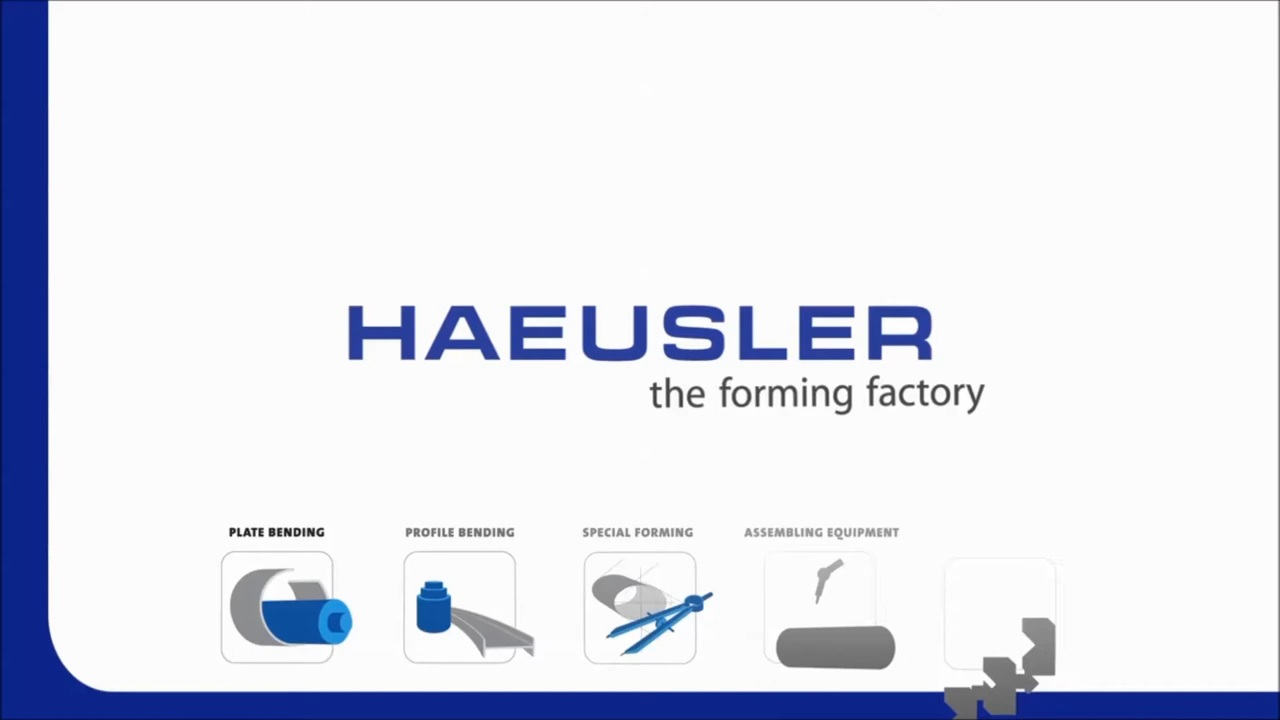 HAEUSLER
the forming factory
PLATE BENDING
PROFILE BENDING
SPECIAL FORMING
ASSEMBLING EQUIPMENT